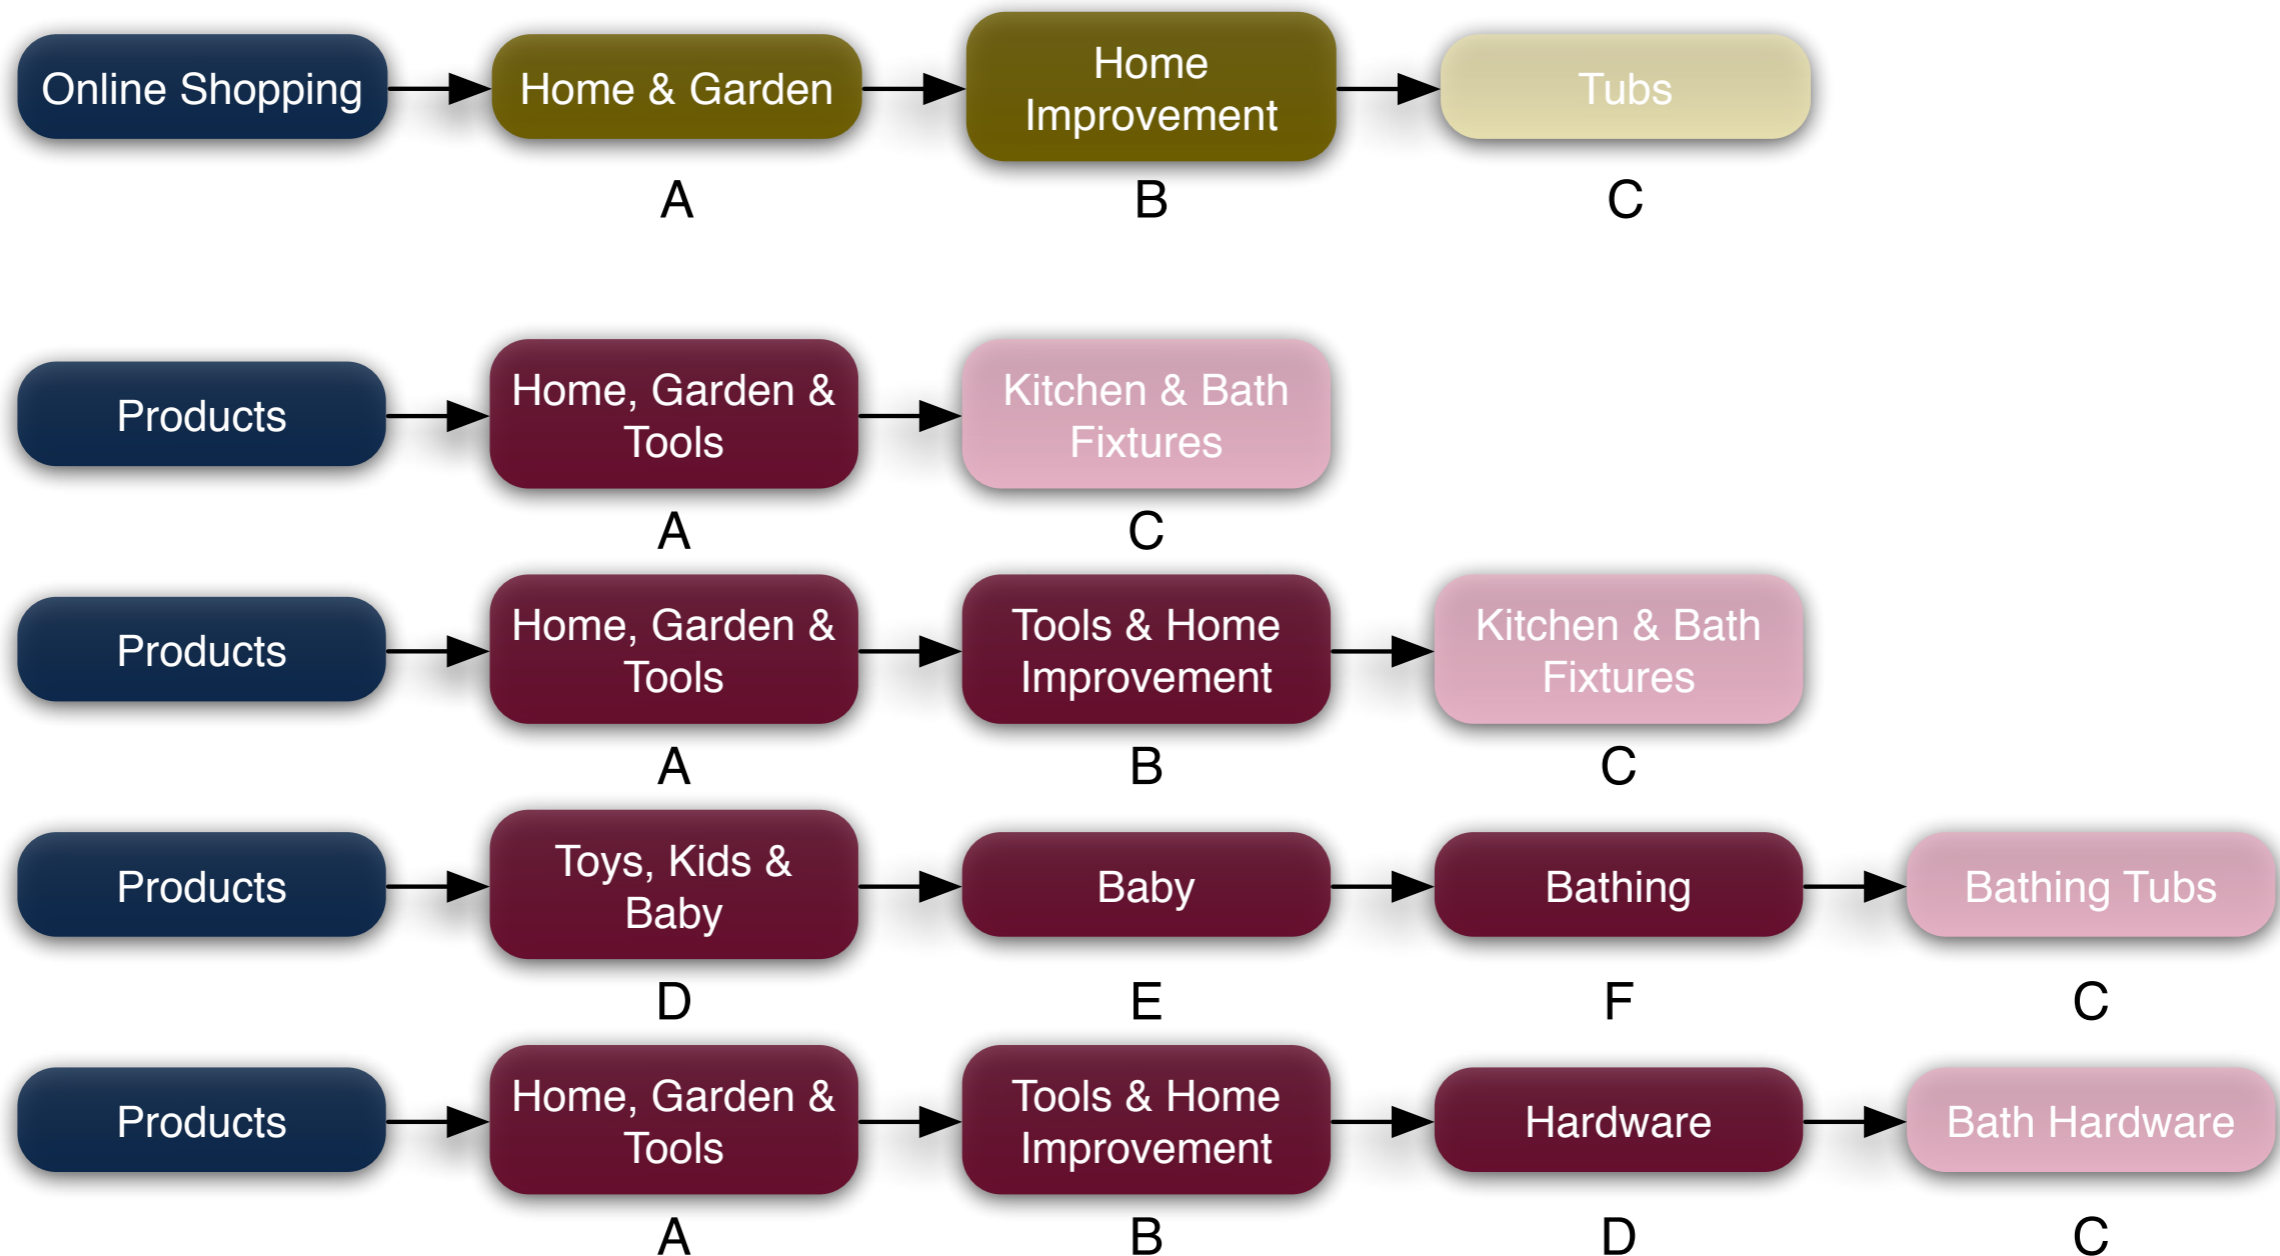 Online Shopping
Home & Garden
Home
Improvement
Tubs
A
B
C
Products
Home, Garden &
Tools
Kitchen & Bath
Fixtures
A
C
Products
Home, Garden &
Tools
Tools & Home
Improvement
Kitchen & Bath
Fixtures
A
B
C
Products
Toys, Kids &
Baby
Baby
Bathing
Bathing Tubs
D
E
F
C
Products
Home, Garden &
Tools
Tools & Home
Improvement
Hardware
Bath Hardware
A
B
D
C